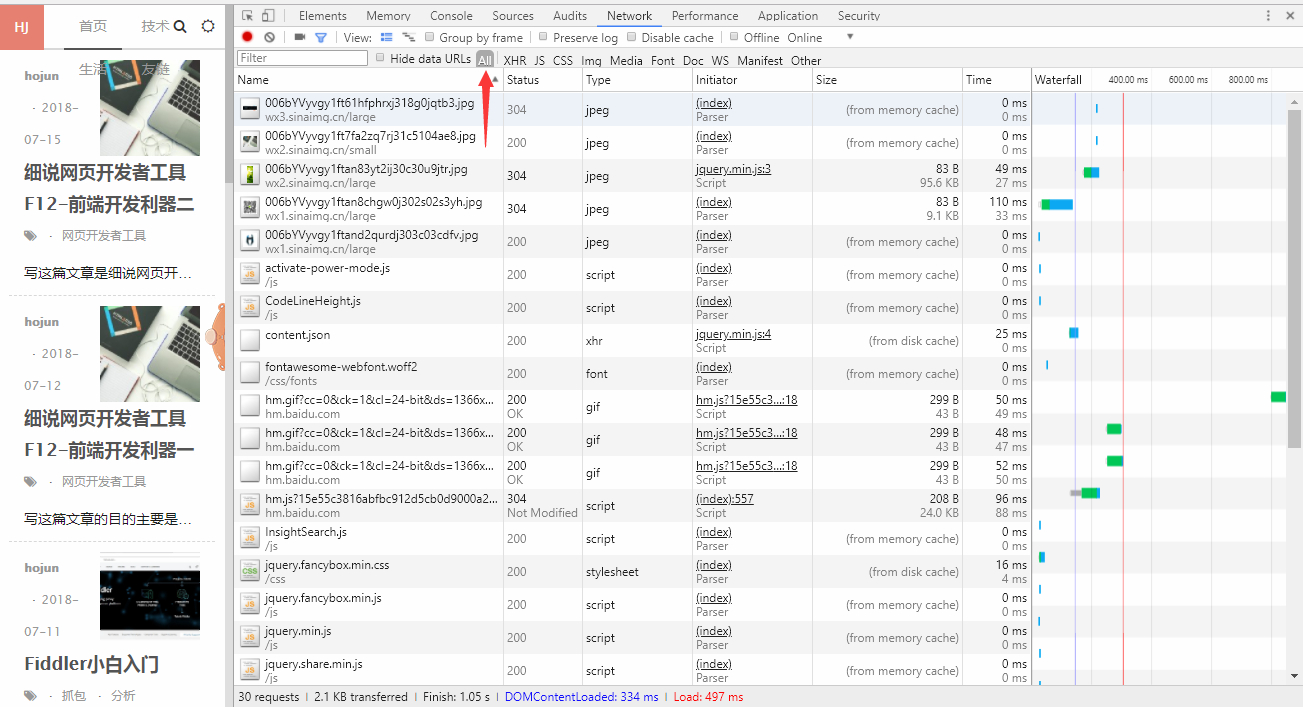 HJ
首页
技术
生活
友链
hojun
· 2018-
07-15
细说网页开发者工具
F12-前端开发利器二
· 网页开发者工具
写这篇文章是细说网页开…
hojun
· 2018-
07-12
细说网页开发者工具
F12-前端开发利器一
· 网页开发者工具
写这篇文章的目的主要是…
hojun
· 2018-
07-11
Fiddler小白入门
· 抓包 · 分析
Elements Memory Console Sources Audits Network Performance Application Security
View: Group by frame Preserve log Disable cache Offline Online
Filter Hide data URLs All XHR JS CSS Img Media Font Doc WS Manifest Other
Name Status Type Initiator Size Time Waterfall 400.00 ms 600.00 ms 800.00 ms
006bYVyvgy1ft61hfphrxj318g0jqtb3.jpg 304 jpeg (index) (from memory cache) 0 ms
wx3.sinaimg.cn/large Parser 0 ms
006bYVyvgy1ft7fa2zq7rj31c5104ae8.jpg 200 jpeg (index) (from memory cache) 0 ms
wx2.sinaimg.cn/small Parser 0 ms
006bYVyvgy1ftan83yt2ij30c30u9jtr.jpg 304 jpeg jquery.min.js:3 83 B 49 ms
wx2.sinaimg.cn/large Script 95.6 KB 27 ms
006bYVyvgy1ftan8chgw0j302s02s3yh.jpg 304 jpeg (index) 83 B 110 ms
wx1.sinaimg.cn/large Parser 9.1 KB 33 ms
006bYVyvgy1ftand2qurdj303c03cdfv.jpg 200 jpeg (index) (from memory cache) 0 ms
wx1.sinaimg.cn/large Parser 0 ms
activate-power-mode.js 200 script (index) (from memory cache) 0 ms
/js Parser 0 ms
CodeLineHeight.js 200 script (index) (from memory cache) 0 ms
/js Parser 0 ms
content.json 200 xhr jquery.min.js:4 (from disk cache) 25 ms
Script 0 ms
fontawesome-webfont.woff2 200 font (index) (from memory cache) 0 ms
/css/fonts Parser 0 ms
hm.gif?cc=0&ck=1&cl=24-bit&ds=1366x... 200 gif hm.js?15e55c3...:18 299 B 50 ms
hm.baidu.com OK Script 43 B 49 ms
hm.gif?cc=0&ck=1&cl=24-bit&ds=1366x... 200 gif hm.js?15e55c3...:18 299 B 48 ms
hm.baidu.com OK Script 43 B 47 ms
hm.gif?cc=0&ck=1&cl=24-bit&ds=1366x... 200 gif hm.js?15e55c3...:18 299 B 52 ms
hm.baidu.com OK Script 43 B 50 ms
hm.js?15e55c3816abfbc912d5cb0d9000a2... 304 script (index):557 208 B 96 ms
hm.baidu.com Not Modified Script 24.0 KB 88 ms
InsightSearch.js 200 script (index) (from memory cache) 0 ms
/js Parser 0 ms
jquery.fancybox.min.css 200 stylesheet (index) (from disk cache) 16 ms
/css Parser 4 ms
jquery.fancybox.min.js 200 script (index) (from memory cache) 0 ms
/js Parser 0 ms
jquery.min.js 200 script (index) (from memory cache) 0 ms
/js Parser 0 ms
jquery.share.min.js 200 script (index) (from memory cache) 0 ms
/js Parser 0 ms
30 requests | 2.1 KB transferred | Finish: 1.05 s | DOMContentLoaded: 334 ms | Load: 497 ms